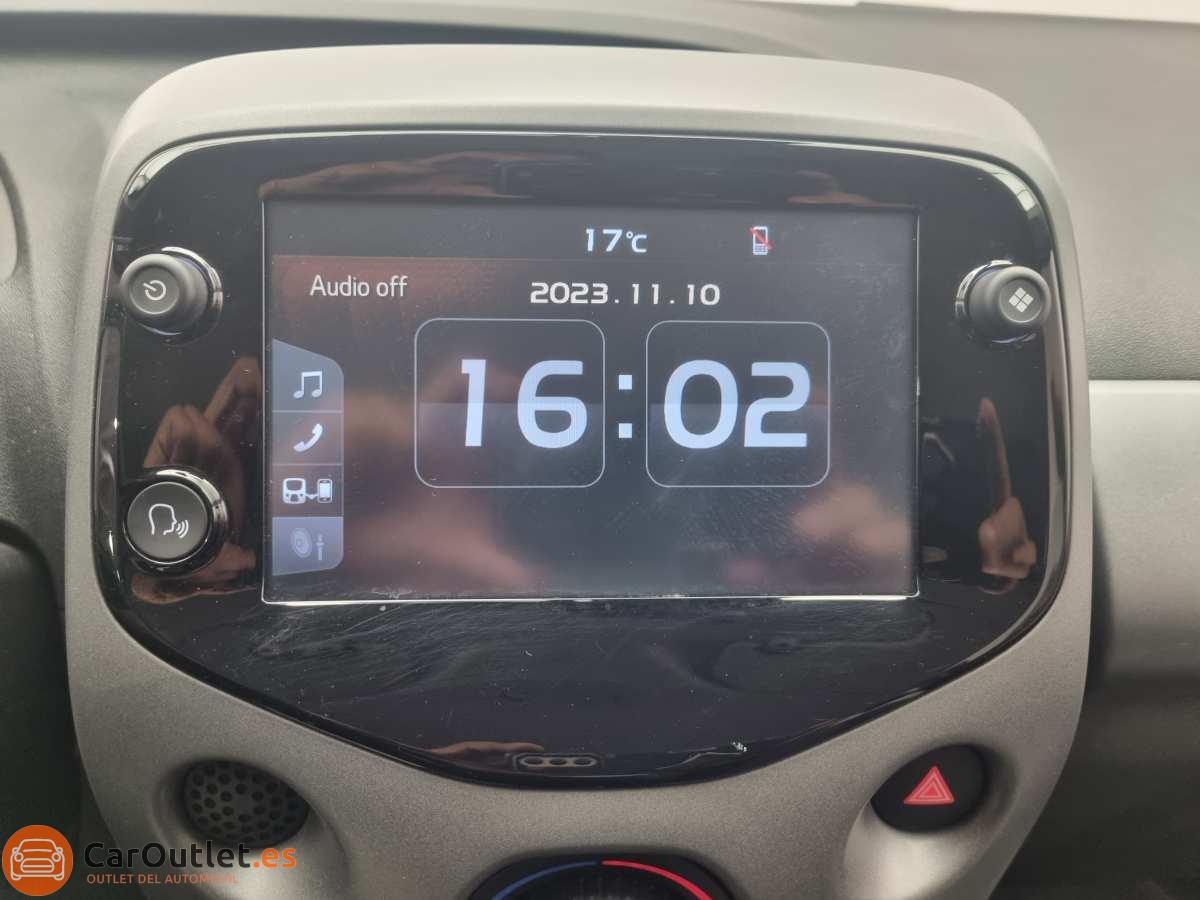 17°C
Audio off
2023.11.10
16:02
CarOutlet.es
OUTLET DEL AUTOMÓVIL